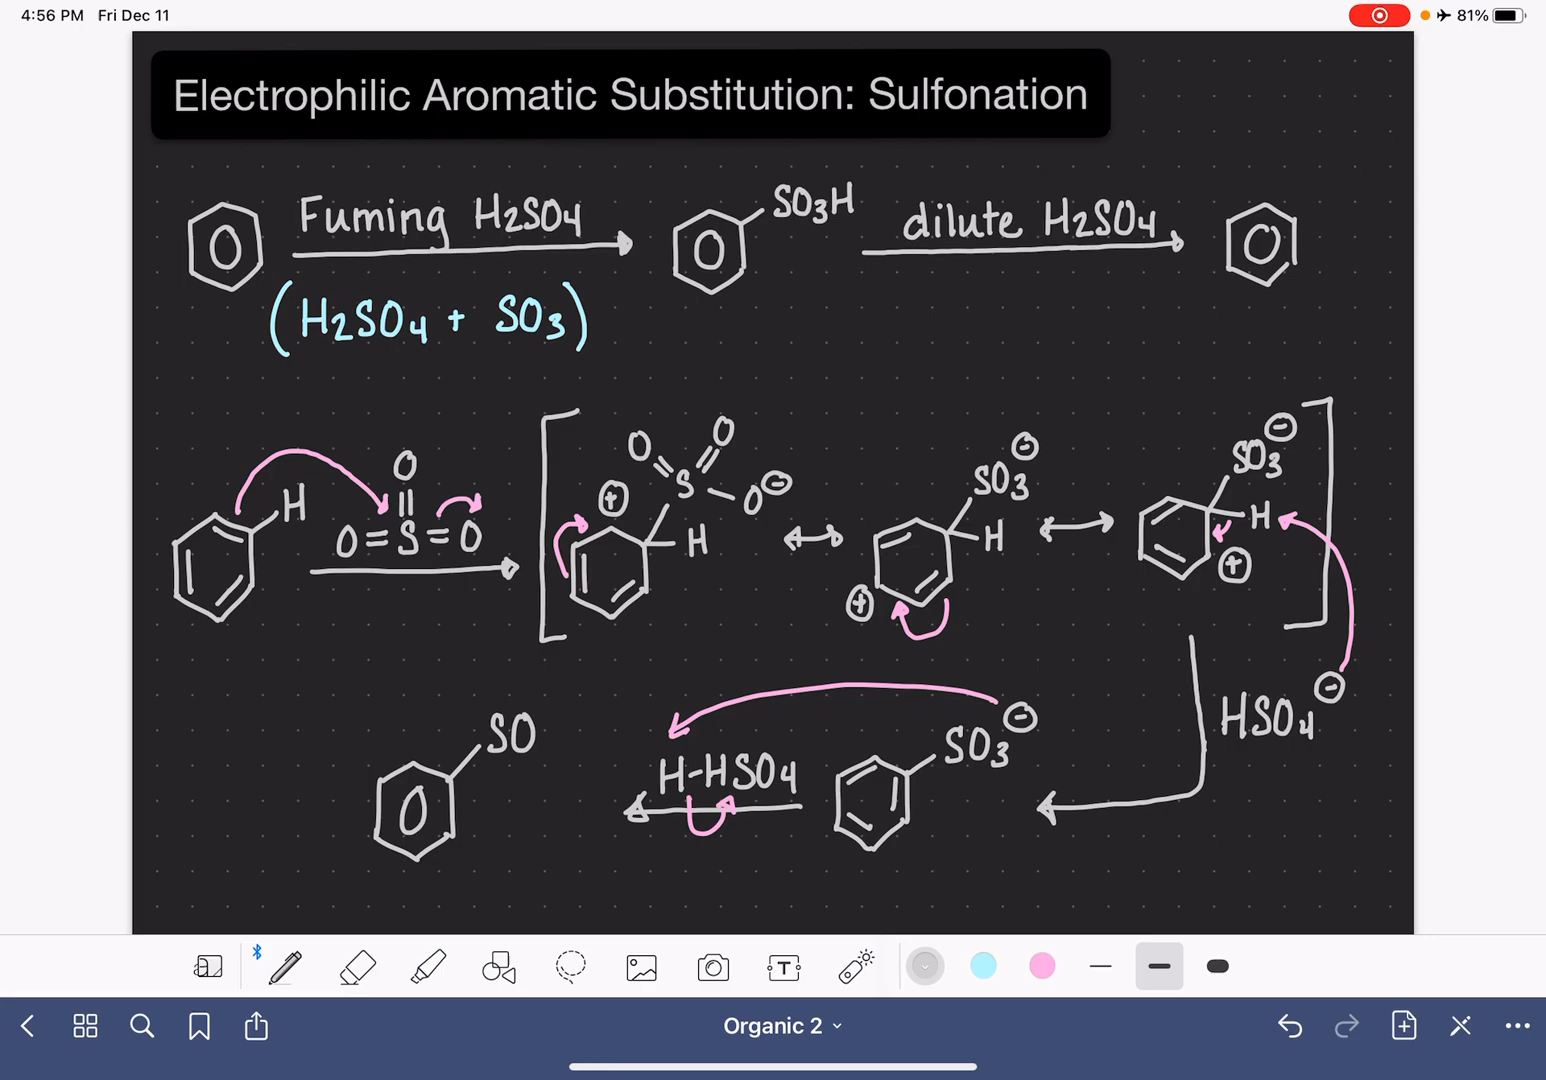 4:56 PM Fri Dec 11
81%
Electrophilic Aromatic Substitution: Sulfonation
Fuming H2SO4
SO3H
dilute H2SO4
(H2SO4 + SO3)
H
O
O=S=O
+
O
O
S
O⊖
H
SO3
⊖
H
+
SO3
⊖
H
+
HSO4
⊖
SO
H-HSO4
SO3
⊖
T
Organic 2